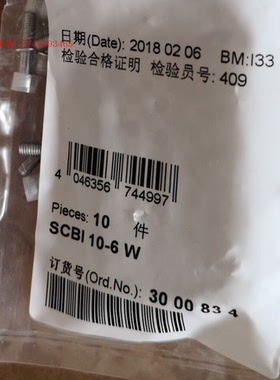 日期(Date): 2018 02 06 BM:I33
检验合格证明 检验员号: 409
4 046356 744997
Pieces: 10 件
SCBI 10-6 W
订货号(Ord.No.): 30 00 83 4